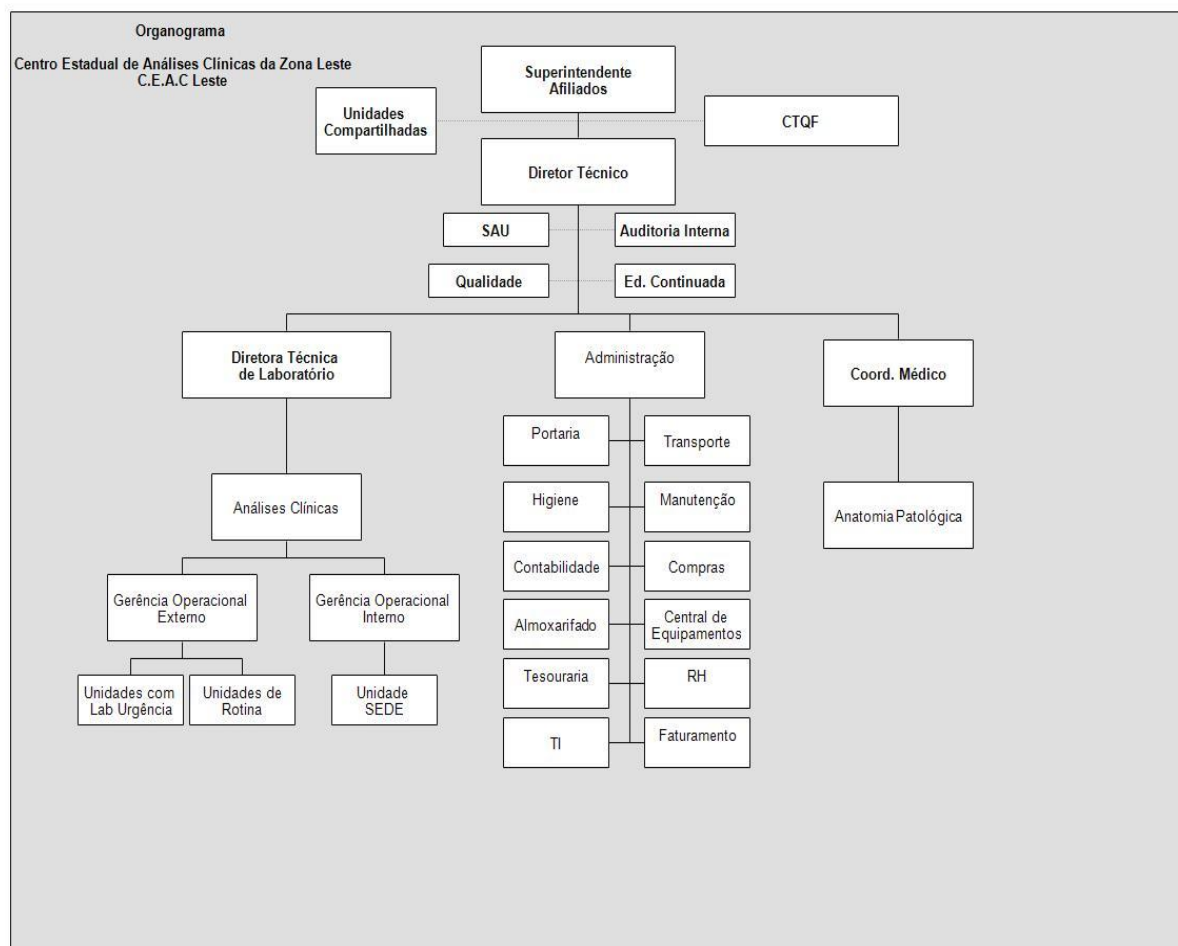 Organograma
Centro Estadual de Análises Clínicas da Zona Leste
C.E.A.C Leste
Superintendente
Afiliados
Unidades
Compartilhadas
CTQF
Diretor Técnico
SAU
Auditoria Interna
Qualidade
Ed. Continuada
Diretora Técnica
de Laboratório
Administração
Coord. Médico
Portaria
Transporte
Análises Clínicas
Higiene
Manutenção
Anatomia Patológica
Contabilidade
Compras
Gerência Operacional
Externo
Gerência Operacional
Interno
Almoxarifado
Central de
Equipamentos
Tesouraria
RH
Unidades com
Lab Urgência
Unidades de
Rotina
Unidade
SEDE
TI
Faturamento